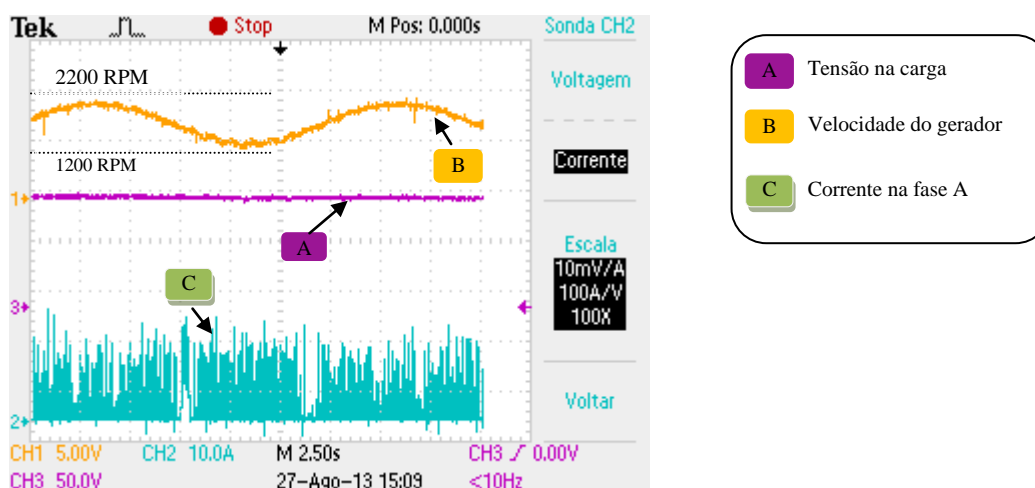 Tek Stop M Pos: 0.000s Sonda CH2
Voltagem
2200 RPM
1200 RPM
B
Corrente
1
A
Escala
10mV/A
100A/V
100X
C
3
Voltar
2
CH1 5.00V CH2 10.0A M 2.50s CH3 0.00V
CH3 50.0V 27-Ago-13 15:09 <10Hz
A Tensão na carga
B Velocidade do gerador
C Corrente na fase A